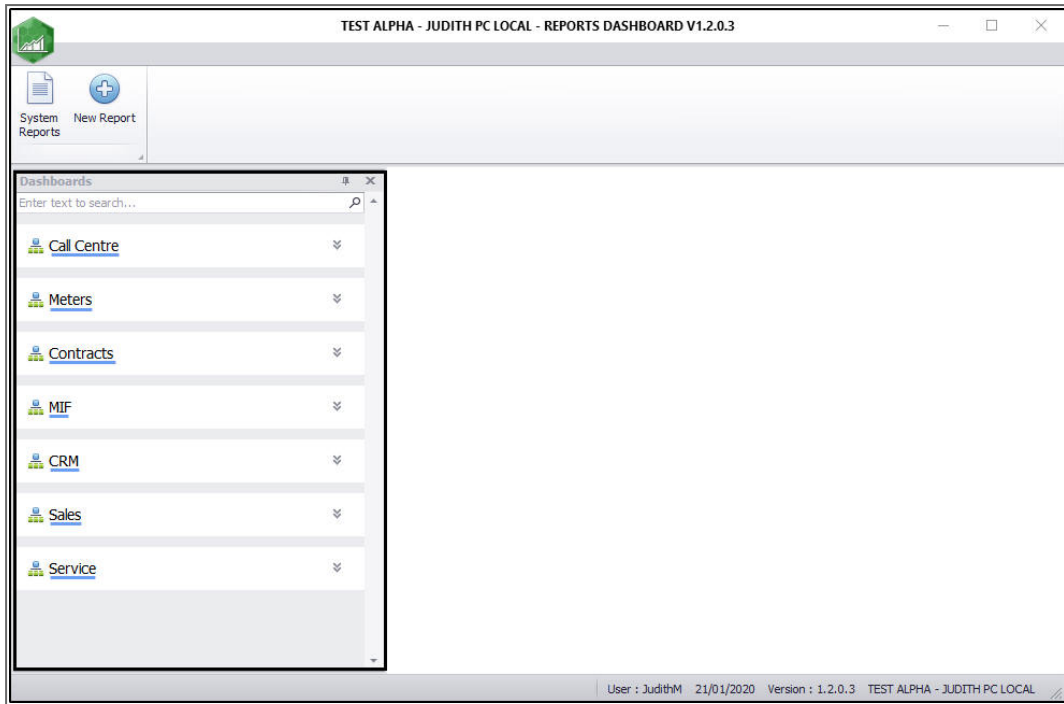 TEST ALPHA - JUDITH PC LOCAL - REPORTS DASHBOARD V1.2.0.3
System Reports
New Report
Dashboards
Enter text to search...
Call Centre
Meters
Contracts
MIF
CRM
Sales
Service
User : JudithM 21/01/2020 Version : 1.2.0.3 TEST ALPHA - JUDITH PC LOCAL